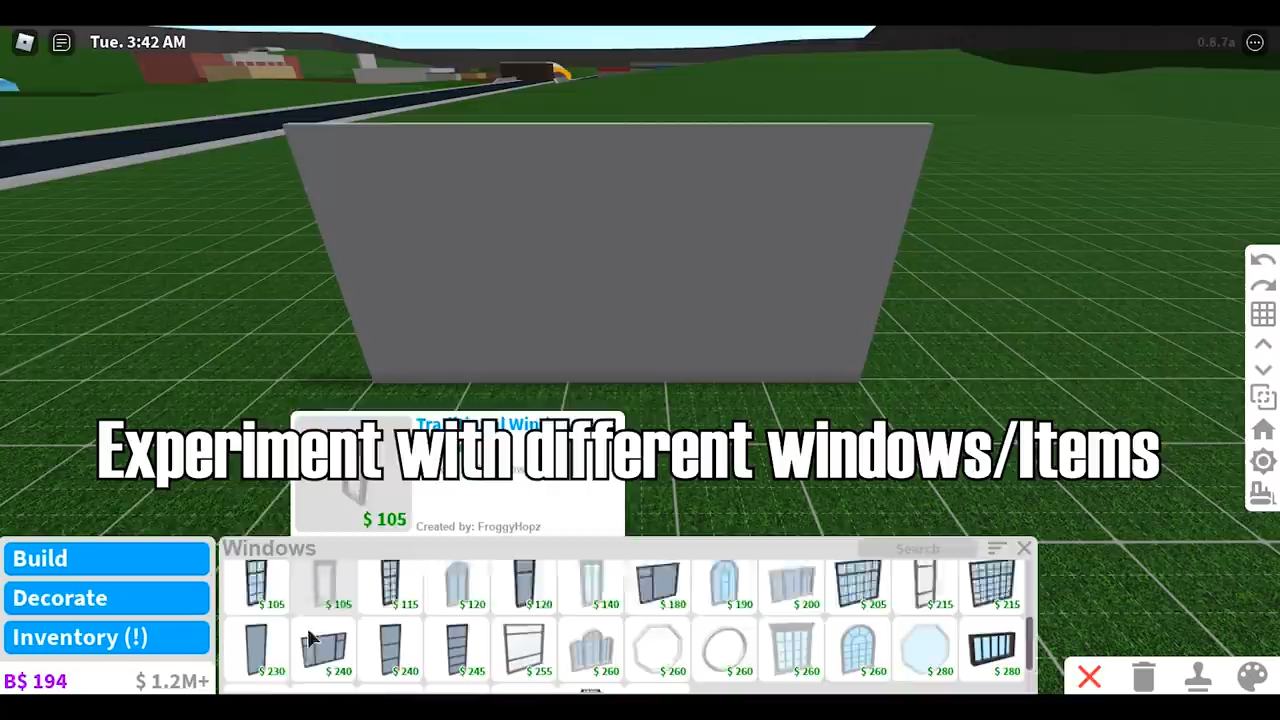 Tue. 3:42 AM
0.8.7a
Experiment with different windows/Items
$ 105
Created by: FroggyHopz
Build
Decorate
Inventory (!)
B$ 194
$ 1.2M+
Windows
Search
$ 105
$ 105
$ 115
$ 120
$ 120
$ 140
$ 180
$ 190
$ 200
$ 205
$ 215
$ 215
$ 230
$ 240
$ 240
$ 245
$ 255
$ 260
$ 260
$ 260
$ 260
$ 260
$ 280
$ 280